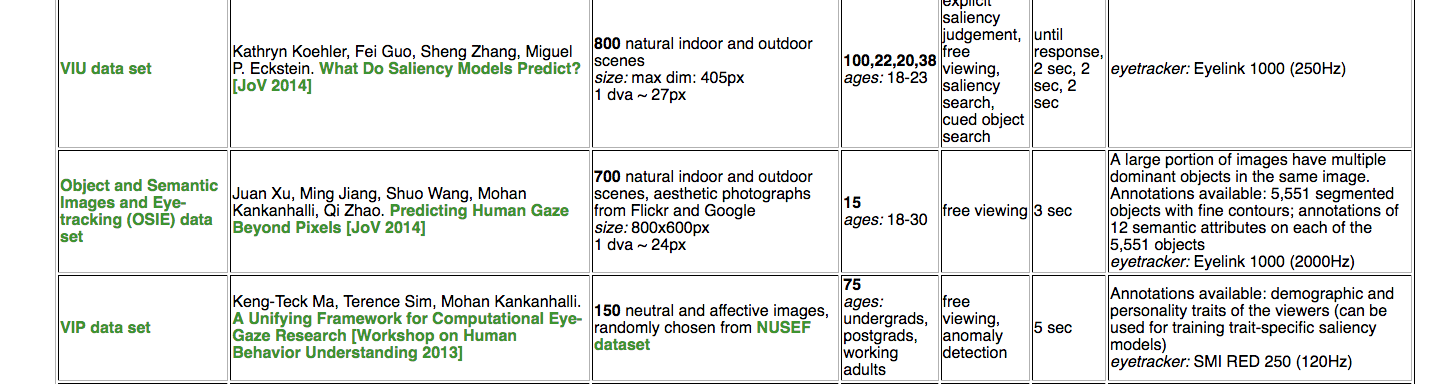 VIU data set
Kathryn Koehler, Fei Guo, Sheng Zhang, Miguel
P. Eckstein. What Do Saliency Models Predict?
[JoV 2014]
800 natural indoor and outdoor
scenes
size: max dim: 405px
1 dva ~ 27px
100,22,20,38
ages: 18-23
explicit
saliency
judgement,
free
viewing,
saliency
search,
cued object
search
until
response,
2 sec, 2
sec, 2
sec
eyetracker: Eyelink 1000 (250Hz)
Object and Semantic
Images and Eye-
tracking (OSIE) data
set
Juan Xu, Ming Jiang, Shuo Wang, Mohan
Kankanhalli, Qi Zhao. Predicting Human Gaze
Beyond Pixels [JoV 2014]
700 natural indoor and outdoor
scenes, aesthetic photographs
from Flickr and Google
size: 800x600px
1 dva ~ 24px
15
ages: 18-30
free viewing
3 sec
A large portion of images have multiple
dominant objects in the same image.
Annotations available: 5,551 segmented
objects with fine contours; annotations of
12 semantic attributes on each of the
5,551 objects
eyetracker: Eyelink 1000 (2000Hz)
VIP data set
Keng-Teck Ma, Terence Sim, Mohan Kankanhalli.
A Unifying Framework for Computational Eye-
Gaze Research [Workshop on Human
Behavior Understanding 2013]
150 neutral and affective images,
randomly chosen from NUSEF
dataset
75
ages:
undergrads,
postgrads,
working
adults
free
viewing,
anomaly
detection
5 sec
Annotations available: demographic and
personality traits of the viewers (can be
used for training trait-specific saliency
models)
eyetracker: SMI RED 250 (120Hz)